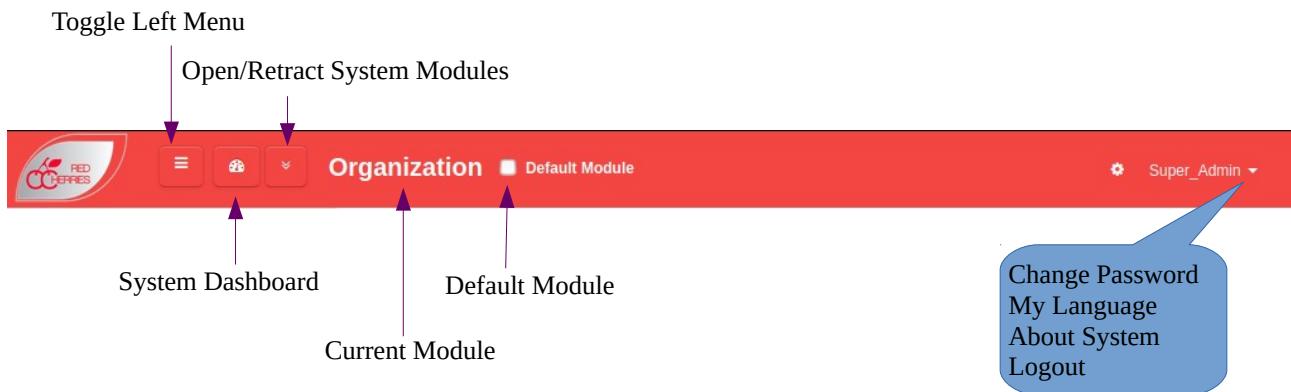 Toggle Left Menu
Open/Retract System Modules
RED
CHERRIES
Organization
Default Module
Super_Admin
System Dashboard
Default Module
Current Module
Change Password
My Language
About System
Logout